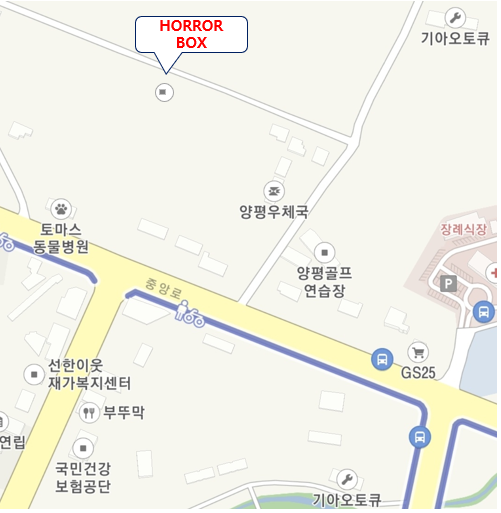 HORROR
BOX
기아오토큐
양평우체국
토마스
동물병원
장례식장
양평골프
연습장
중앙로
P
선한이웃
재가복지센터
GS25
부뚜막
연립
국민건강
보험공단
기아오토큐